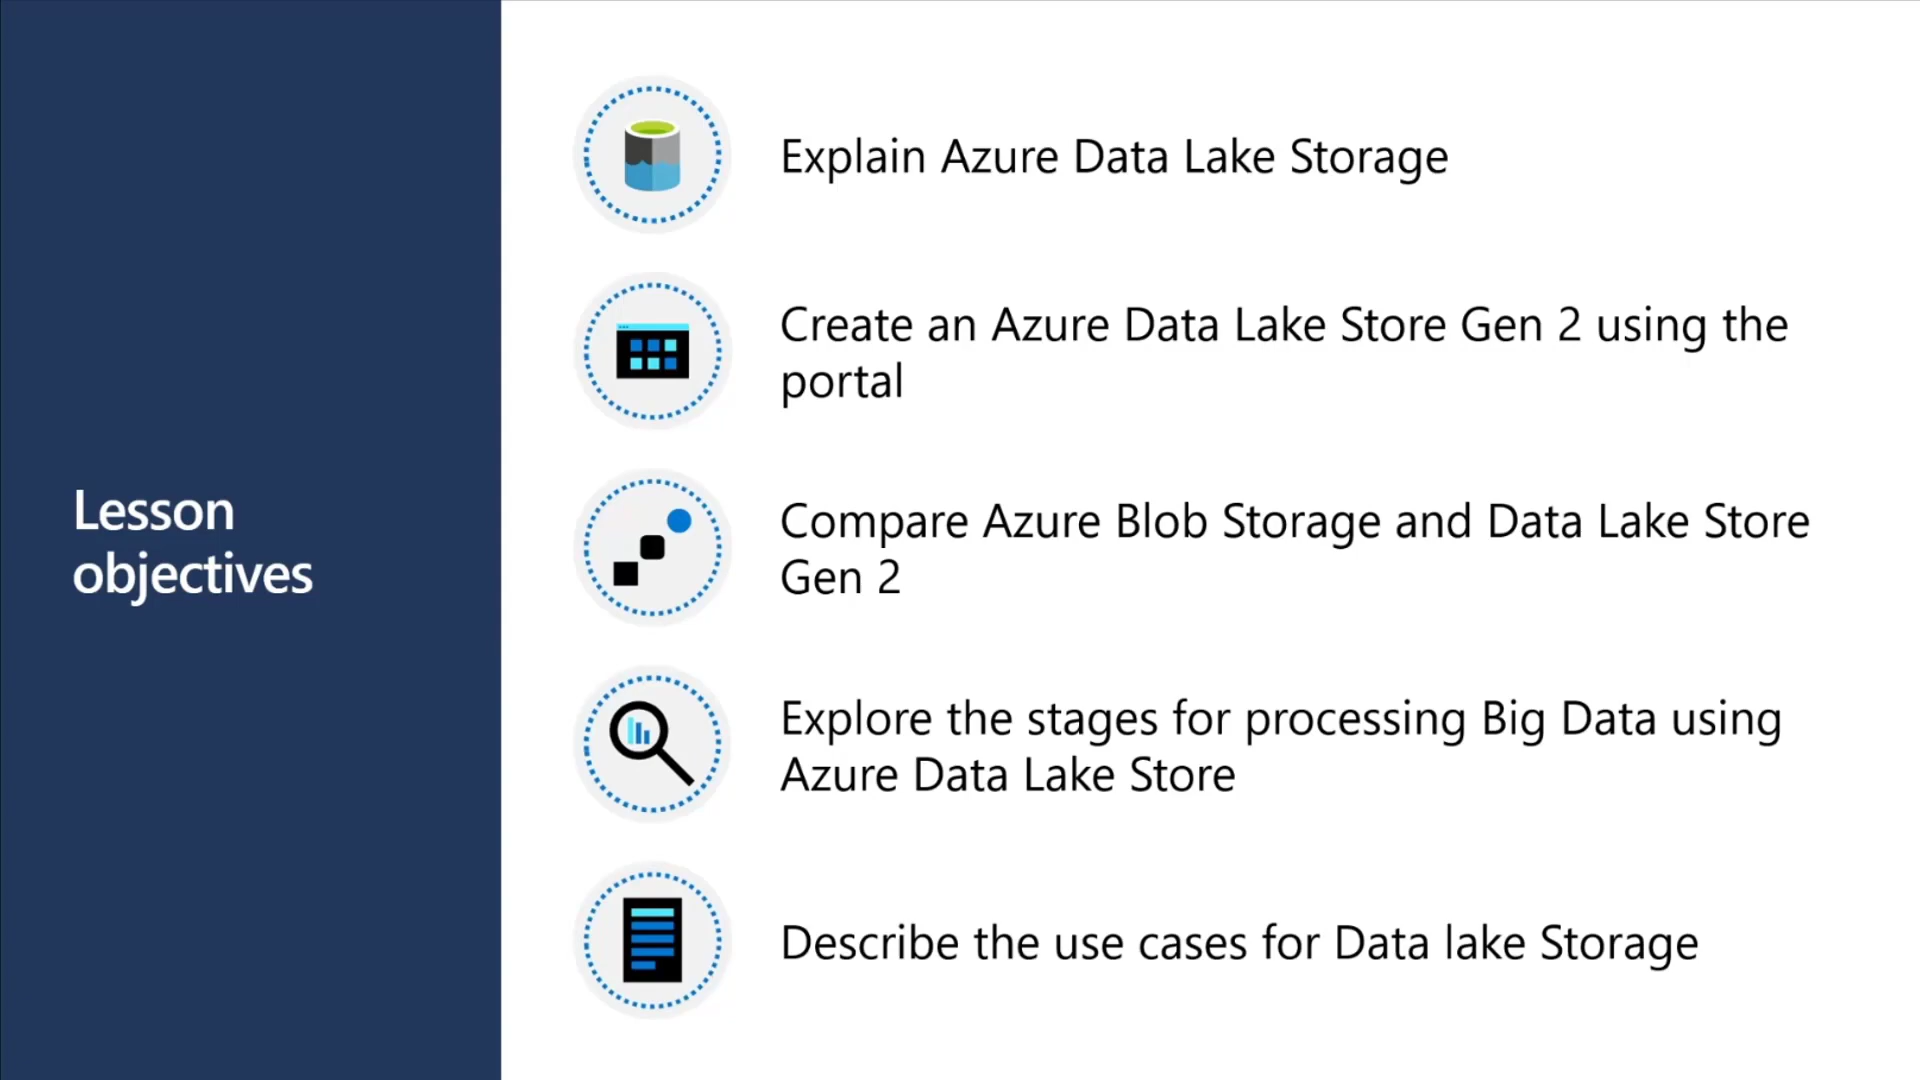 Lesson
objectives
Explain Azure Data Lake Storage
Create an Azure Data Lake Store Gen 2 using the
portal
Compare Azure Blob Storage and Data Lake Store
Gen 2
Explore the stages for processing Big Data using
Azure Data Lake Store
Describe the use cases for Data lake Storage